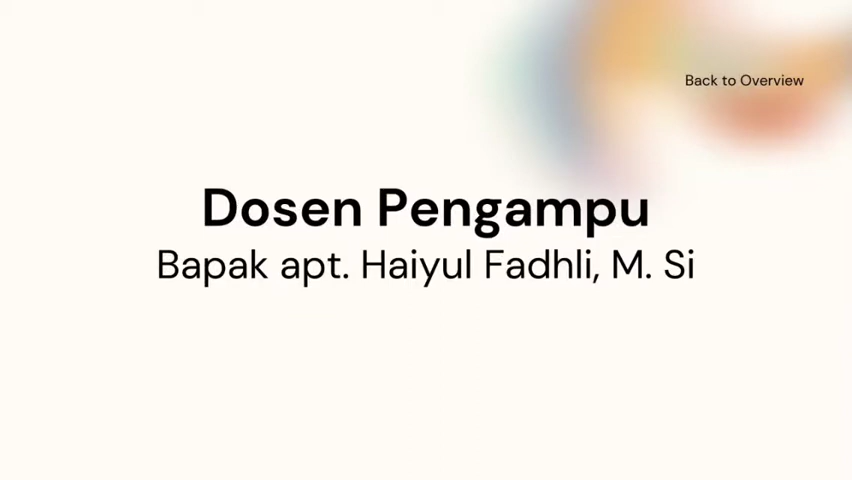 Back to Overview
Dosen Pengampu
Bapak apt. Haiyul Fadhli, M. Si